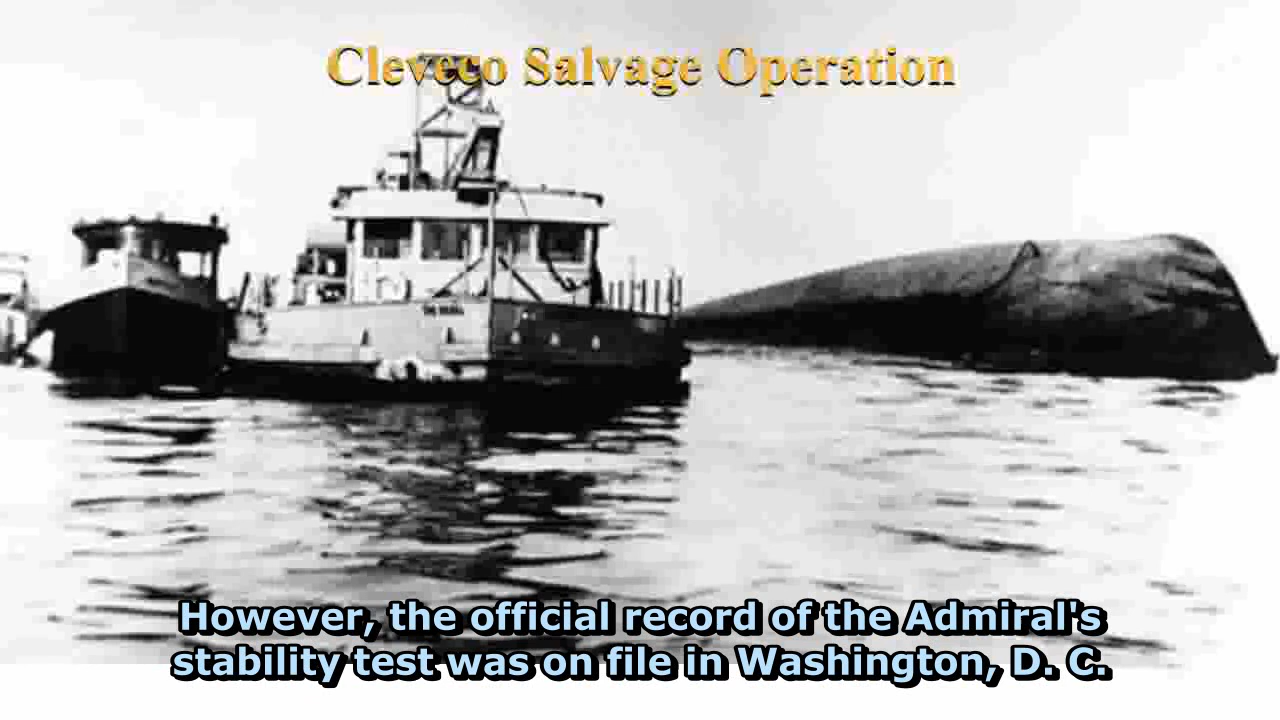 Cleveco Salvage Operation
However, the official record of the Admiral's
stability test was on file in Washington, D. C.